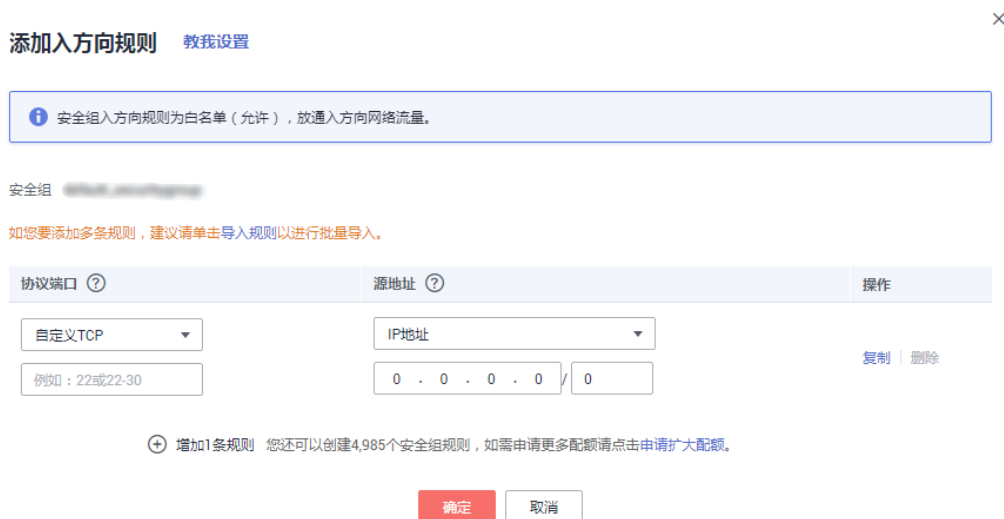 添加入方向规则 教我设置
安全组入方向规则为白名单（允许），放通入方向网络流量。
安全组
如您要添加多条规则，建议请单击导入规则以进行批量导入。
协议端口 源地址 操作
自定义TCP IP地址
复制 删除
例如：22或22-30 0 . 0 . 0 . 0 / 0
增加1条规则 您还可以创建4,985个安全组规则，如需申请更多配额请点击申请扩大配额。
确定 取消